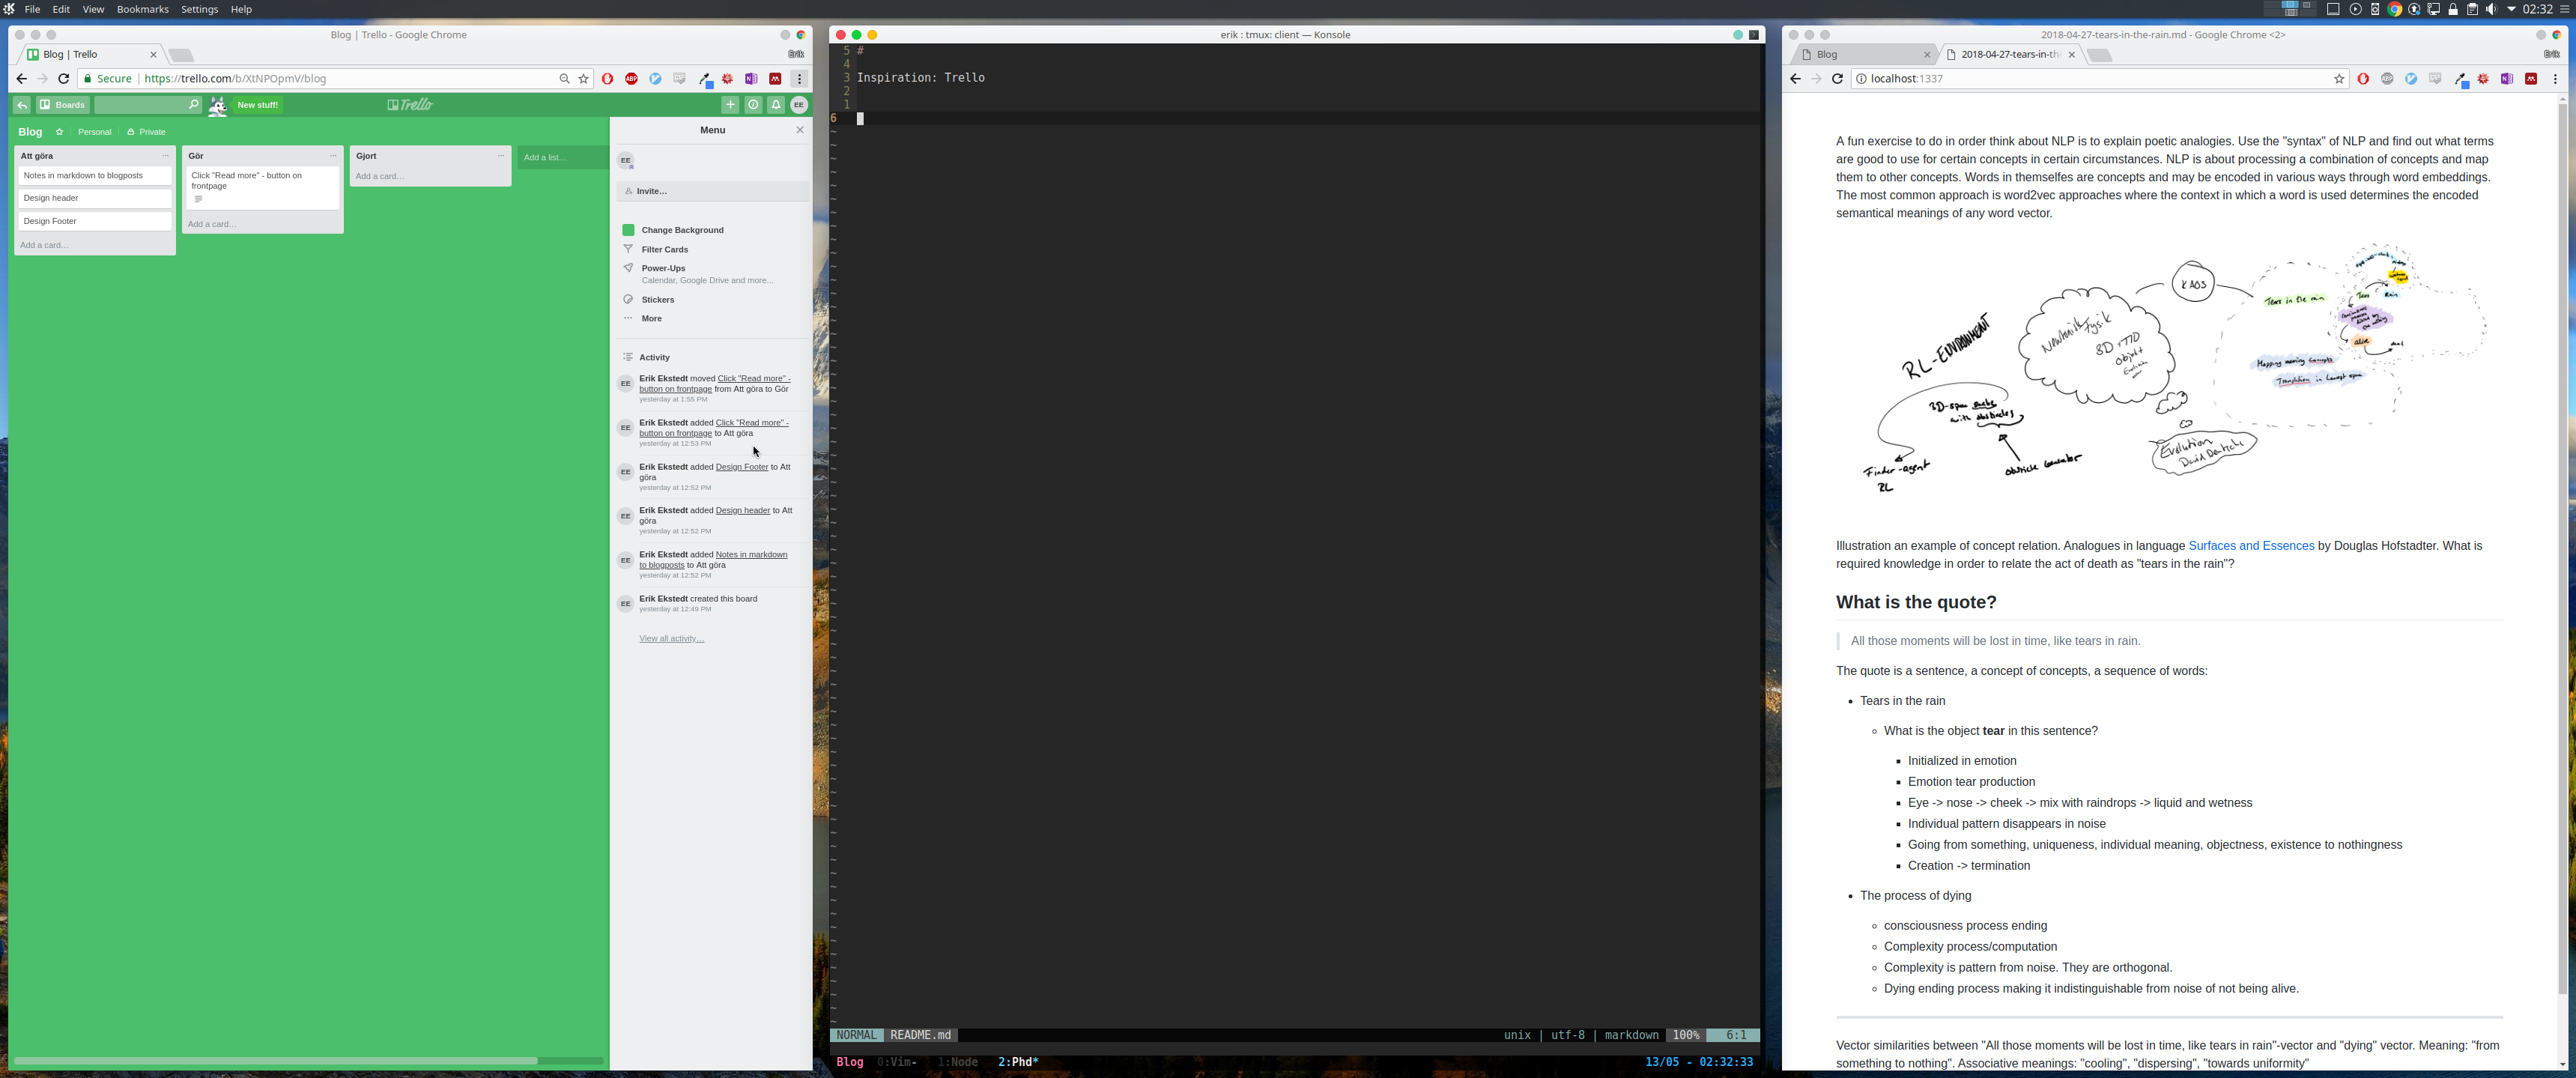 File Edit View Bookmarks Settings Help
02:32
Blog | Trello - Google Chrome
Blog | Trello
Erik
Secure https://trello.com/b/XtNPOpmV/blog
Boards
New stuff!
Trello
EE
Blog Personal Private
Att göra
Notes in markdown to blogposts
Design header
Design Footer
Add a card…
Gör
Click "Read more" - button on
frontpage
Add a card…
Gjort
Add a card…
Add a list…
Menu
EE
Invite…
Change Background
Filter Cards
Power-Ups
Calendar, Google Drive and more…
Stickers
More
Activity
EE
Erik Ekstedt moved Click "Read more" -
button on frontpage from Att göra to Gör
yesterday at 1:55 PM
EE
Erik Ekstedt added Click "Read more" -
button on frontpage to Att göra
yesterday at 12:53 PM
EE
Erik Ekstedt added Design Footer to Att
göra
yesterday at 12:52 PM
EE
Erik Ekstedt added Design header to Att
göra
yesterday at 12:52 PM
EE
Erik Ekstedt added Notes in markdown
to blogposts to Att göra
yesterday at 12:52 PM
EE
Erik Ekstedt created this board
yesterday at 12:49 PM
View all activity…
erik : tmux: client — Konsole
5 #
4
3 Inspiration: Trello
2
1
6
NORMAL README.md unix | utf-8 | markdown 100% 6:1
Blog 0:Vim- 1:Node 2:Phd* 13/05 - 02:32:33
2018-04-27-tears-in-the-rain.md - Google Chrome <2>
Blog
2018-04-27-tears-in-th
Erik
localhost:1337
A fun exercise to do in order think about NLP is to explain poetic analogies. Use the "syntax" of NLP and find out what terms
are good to use for certain concepts in certain circumstances. NLP is about processing a combination of concepts and map
them to other concepts. Words in themselfes are concepts and may be encoded in various ways through word embeddings.
The most common approach is word2vec approaches where the context in which a word is used determines the encoded
semantical meanings of any word vector.
KAOS
Tears in the rain
Tears Rain
alive
dead
Mapping meaning Concepts
Translation in Latent space
Newtonsk Fysik
3D + TID
Objekt
Evolution
RL-ENVIRONMENT
3D-span
with obstacles
Finder-agent
RL
obstacle Generator
Evolution
David Deutsch
Illustration an example of concept relation. Analogues in language Surfaces and Essences by Douglas Hofstadter. What is
required knowledge in order to relate the act of death as "tears in the rain"?
What is the quote?
All those moments will be lost in time, like tears in rain.
The quote is a sentence, a concept of concepts, a sequence of words:
Tears in the rain
What is the object tear in this sentence?
Initialized in emotion
Emotion tear production
Eye -> nose -> cheek -> mix with raindrops -> liquid and wetness
Individual pattern disappears in noise
Going from something, uniqueness, individual meaning, objectness, existence to nothingness
Creation -> termination
The process of dying
consciousness process ending
Complexity process/computation
Complexity is pattern from noise. They are orthogonal.
Dying ending process making it indistinguishable from noise of not being alive.
Vector similarities between "All those moments will be lost in time, like tears in rain"-vector and "dying" vector. Meaning: "from
something to nothing". Associative meanings: "cooling", "dispersing", "towards uniformity"